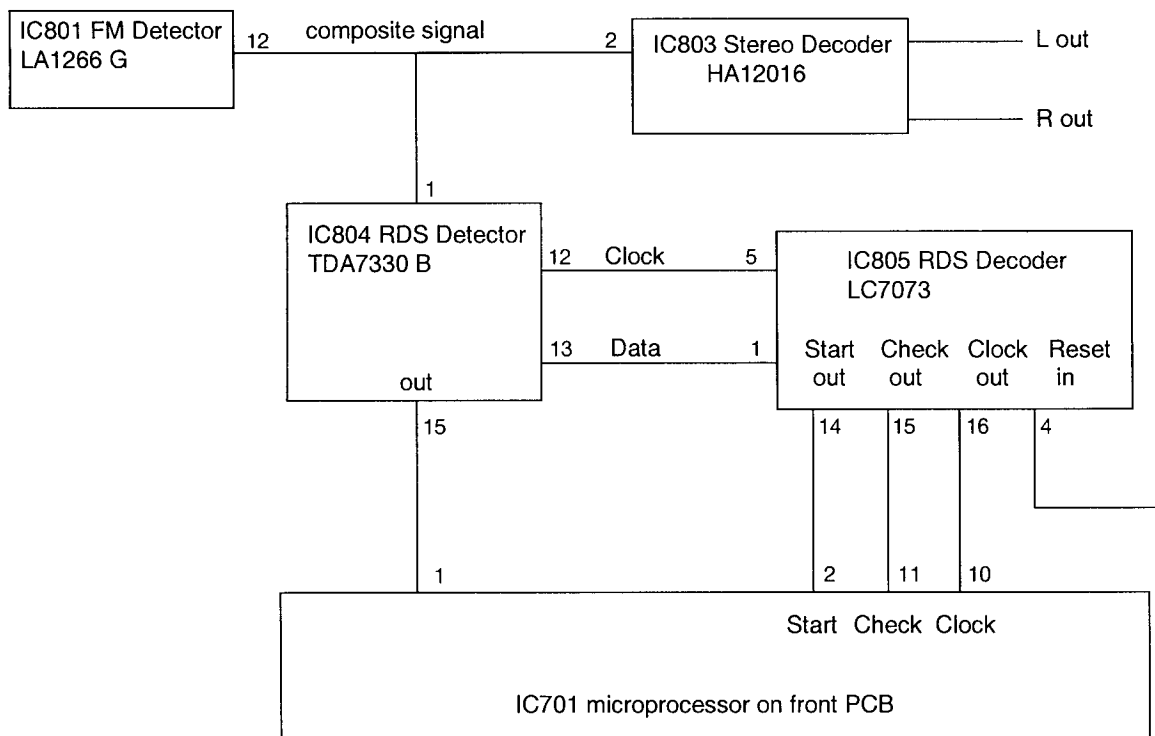 IC801 FM Detector
LA1266 G
12
composite signal
2
IC803 Stereo Decoder
HA12016
L out
R out
1
IC804 RDS Detector
TDA7330 B
12
Clock
5
IC805 RDS Decoder
LC7073
13
Data
1
Start out
Check out
Clock out
Reset in
out
15
14
15
16
4
1
2
11
10
Start Check Clock
IC701 microprocessor on front PCB